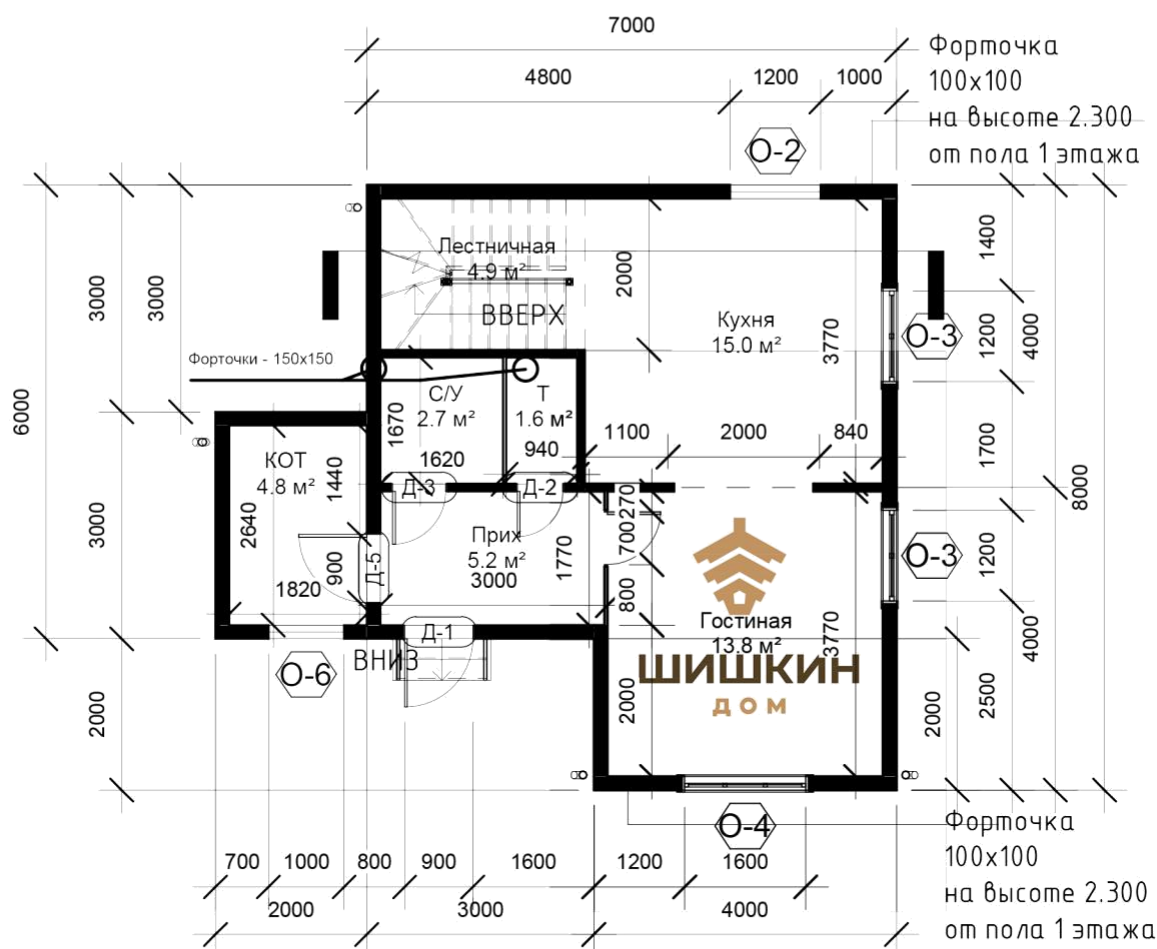 7000
4800
1200
1000
Форточка
100х100
на высоте 2.300
от пола 1 этажа
О-2
3000
3000
6000
3000
2000
1400
1200
4000
1700
8000
1200
4000
2500
2000
Лестничная
4.9 м²
ВВЕРХ
2000
Кухня
15.0 м²
3770
О-3
Форточки - 150х150
С/У
2.7 м²
1670
1620
Т
1.6 м²
940
1100
2000
840
КОТ
4.8 м²
1440
2640
900
1820
Д-3
Д-2
Д-5
Прих
5.2 м²
3000
1770
270
700
800
О-3
Гостиная
13.8 м²
3770
2000
ШИШКИН
ДОМ
Д-1
ВНИЗ
О-6
О-4
Форточка
100х100
на высоте 2.300
от пола 1 этажа
700
1000
800
900
1600
1200
1600
2000
3000
4000